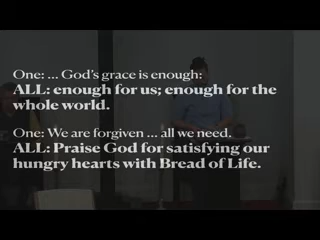 One: ... God's grace is enough:
ALL: enough for us; enough for the
whole world.
One: We are forgiven ... all we need.
ALL: Praise God for satisfying our
hungry hearts with Bread of Life.